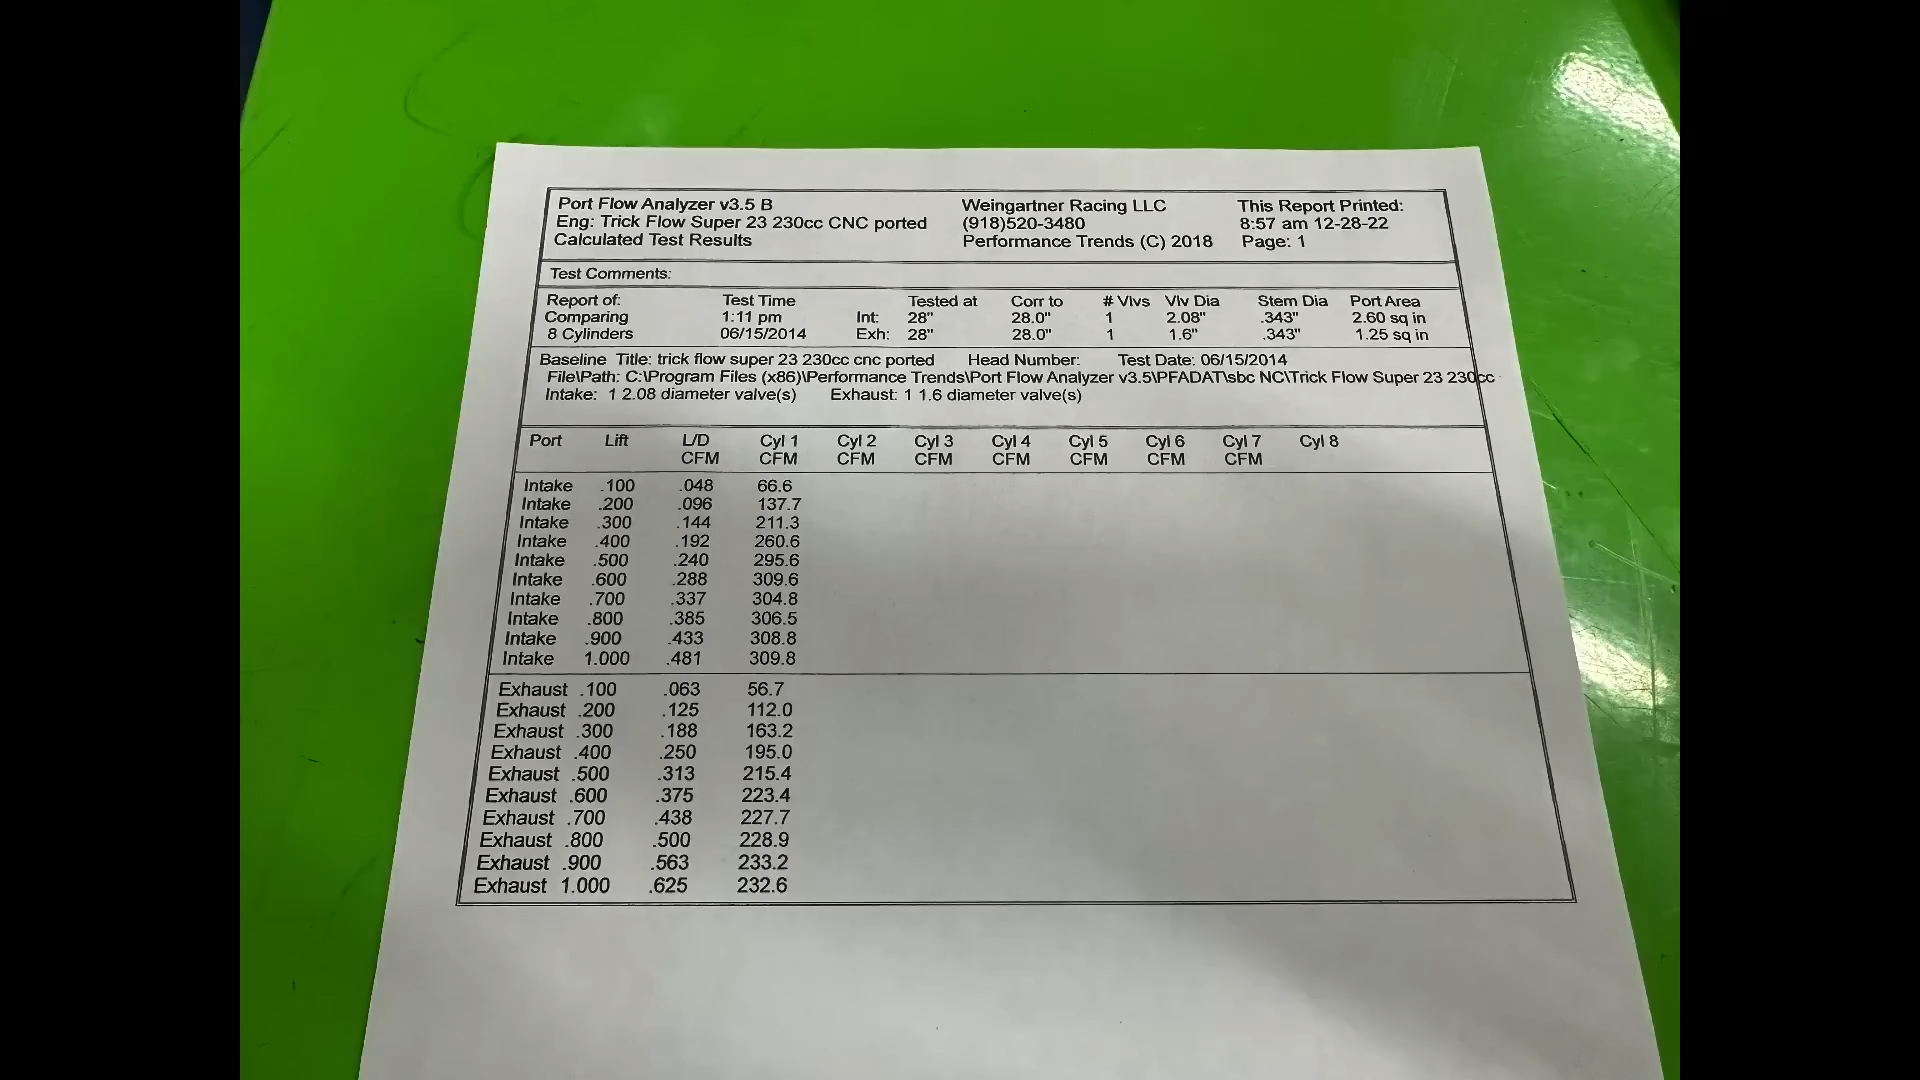 Port Flow Analyzer v3.5 B Weingartner Racing LLC This Report Printed:
Eng: Trick Flow Super 23 230cc CNC ported (918)520-3480 8:57 am 12-28-22
Calculated Test Results Performance Trends (C) 2018 Page: 1
Test Comments:
Report of: Test Time Tested at Corr to # Vlvs Vlv Dia Stem Dia Port Area
Comparing 1:11 pm Int: 28" 28.0" 1 2.08" .343" 2.60 sq in
8 Cylinders 06/15/2014 Exh: 28" 28.0" 1 1.6" .343" 1.25 sq in
Baseline Title: trick flow super 23 230cc cnc ported Head Number: Test Date: 06/15/2014
File\Path: C:\Program Files (x86)\Performance Trends\Port Flow Analyzer v3.5\PFADAT\sbc NC\Trick Flow Super 23 230cc
Intake: 1 2.08 diameter valve(s) Exhaust: 1 1.6 diameter valve(s)
Port Lift L/D Cyl 1 Cyl 2 Cyl 3 Cyl 4 Cyl 5 Cyl 6 Cyl 7 Cyl 8
CFM CFM CFM CFM CFM CFM CFM CFM
Intake .100 .048 66.6
Intake .200 .096 137.7
Intake .300 .144 211.3
Intake .400 .192 260.6
Intake .500 .240 295.6
Intake .600 .288 309.6
Intake .700 .337 304.8
Intake .800 .385 306.5
Intake .900 .433 308.8
Intake 1.000 .481 309.8
Exhaust .100 .063 56.7
Exhaust .200 .125 112.0
Exhaust .300 .188 163.2
Exhaust .400 .250 195.0
Exhaust .500 .313 215.4
Exhaust .600 .375 223.4
Exhaust .700 .438 227.7
Exhaust .800 .500 228.9
Exhaust .900 .563 233.2
Exhaust 1.000 .625 232.6